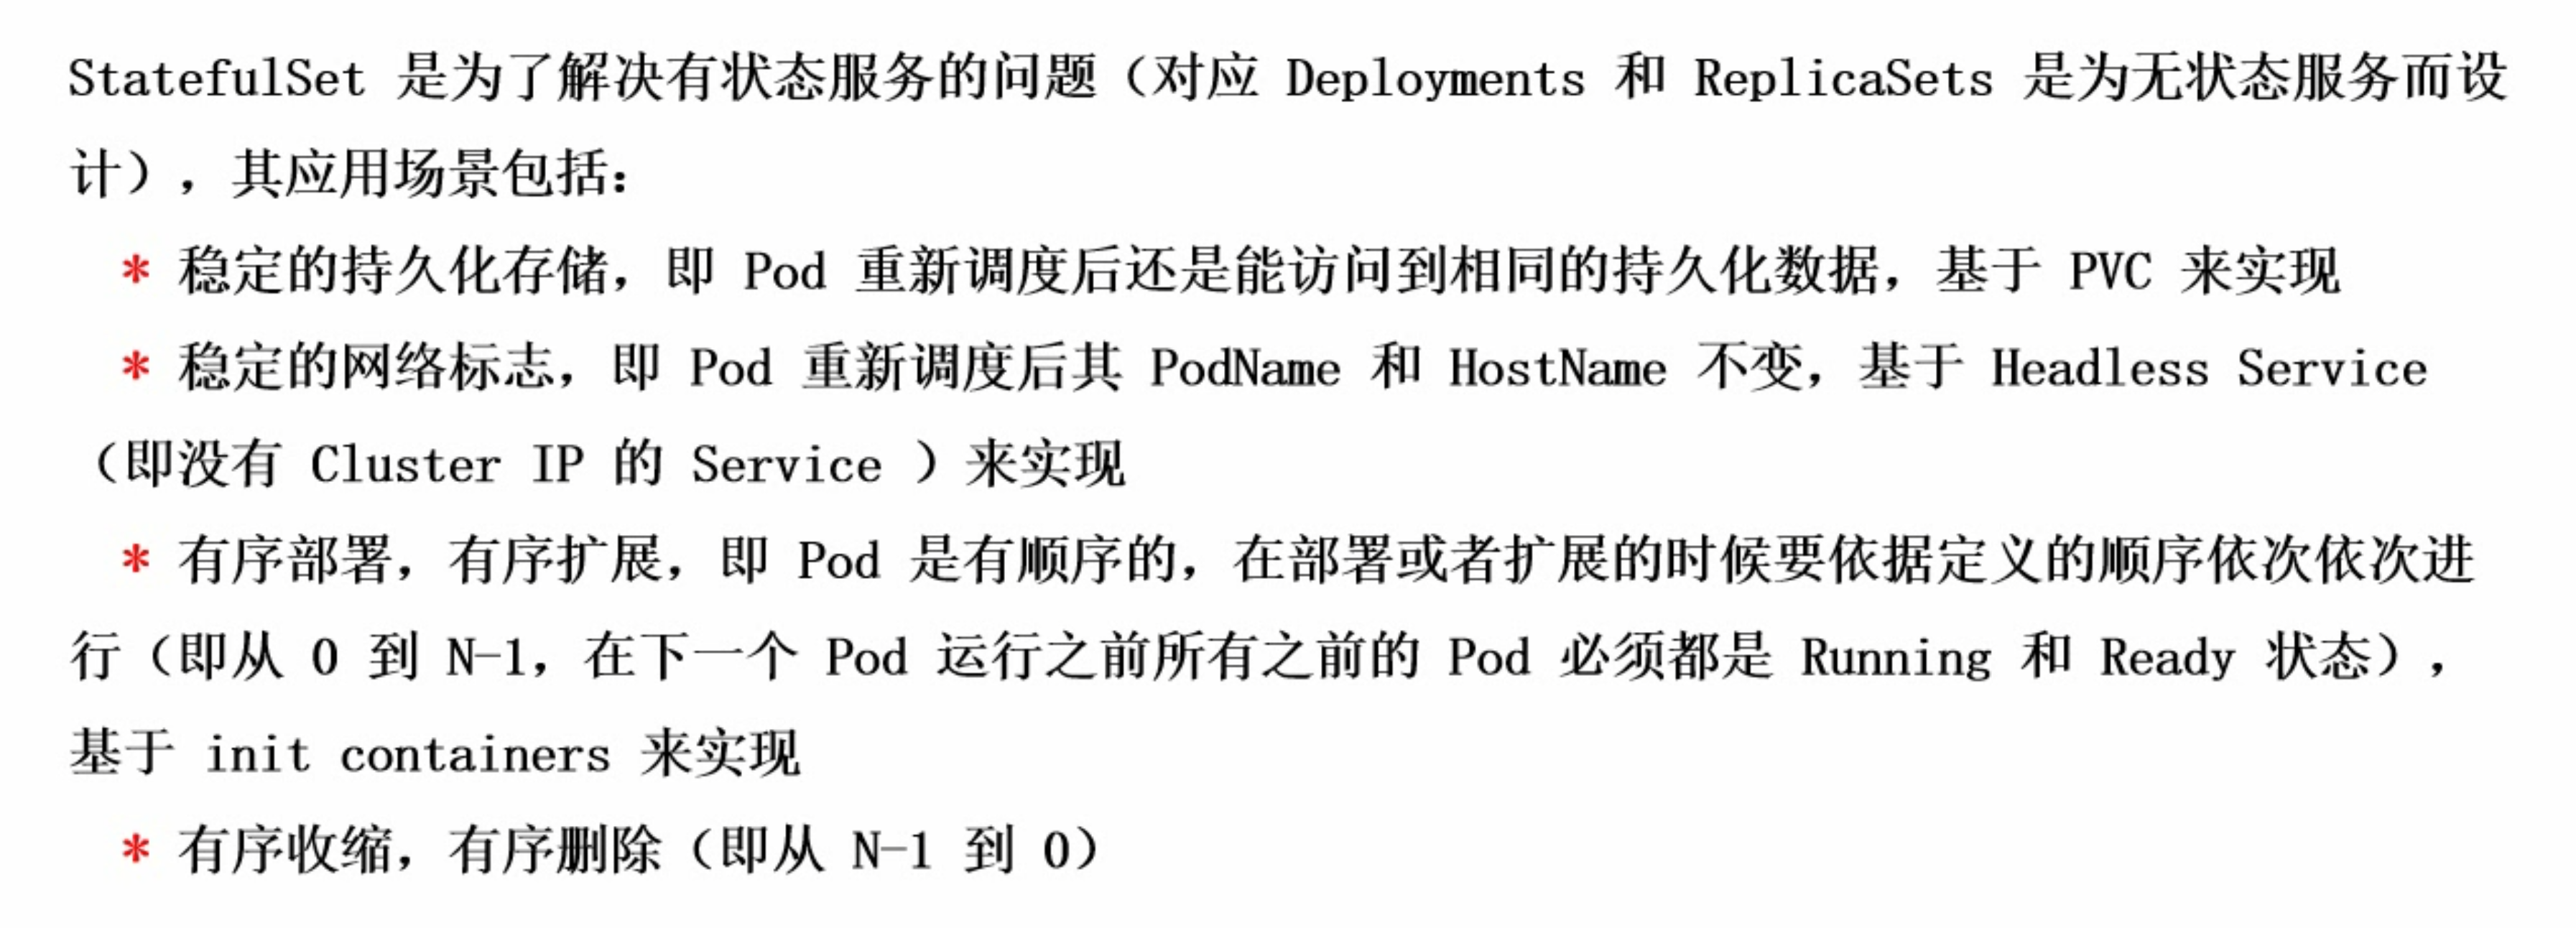 StatefulSet 是为了解决有状态服务的问题（对应 Deployments 和 ReplicaSets 是为无状态服务而设
计），其应用场景包括：
* 稳定的持久化存储，即 Pod 重新调度后还是能访问到相同的持久化数据，基于 PVC 来实现
* 稳定的网络标志，即 Pod 重新调度后其 PodName 和 HostName 不变，基于 Headless Service
（即没有 Cluster IP 的 Service ）来实现
* 有序部署，有序扩展，即 Pod 是有顺序的，在部署或者扩展的时候要依据定义的顺序依次依次进
行（即从 0 到 N-1，在下一个 Pod 运行之前所有之前的 Pod 必须都是 Running 和 Ready 状态），
基于 init containers 来实现
* 有序收缩，有序删除（即从 N-1 到 0）